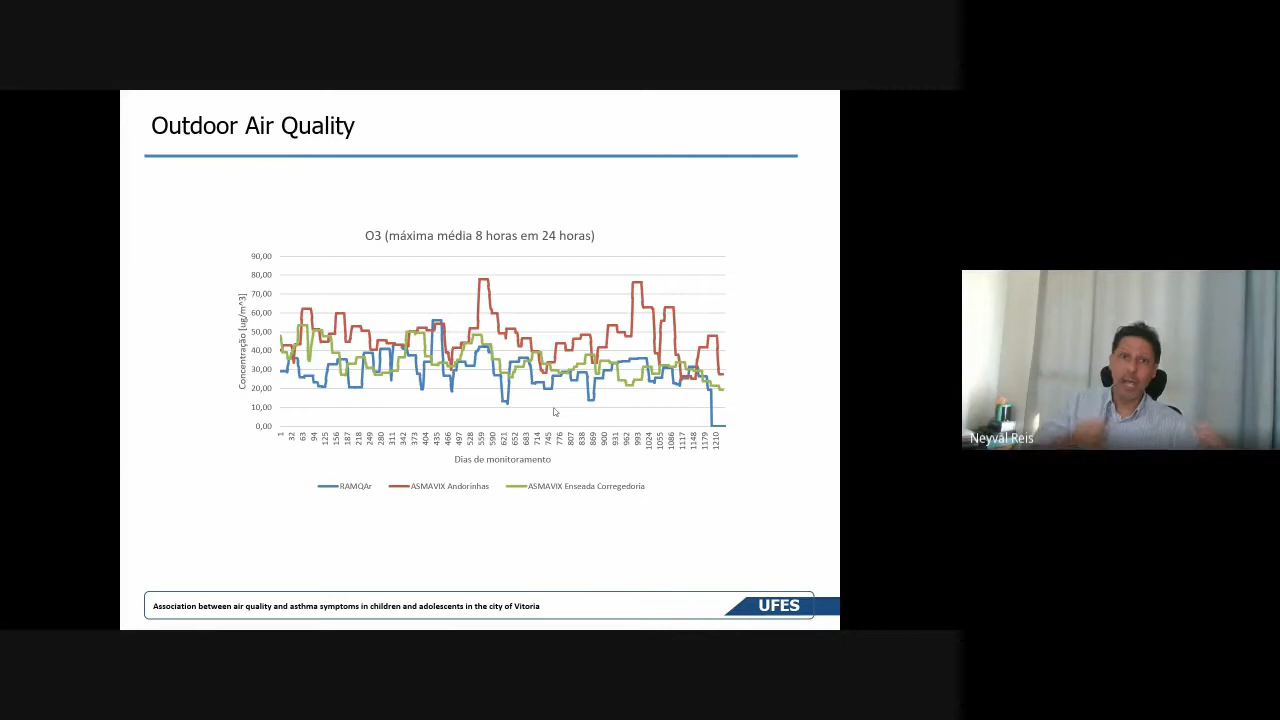 Outdoor Air Quality
O3 (máxima média 8 horas em 24 horas)
90,00
80,00
70,00
60,00
50,00
40,00
30,00
20,00
10,00
0,00
Concentração [ug/m^3]
1 32 63 94 125 156 187 218 249 280 311 342 373 404 435 466 497 528 559 590 621 652 683 714 745 776 807 838 869 900 931 962 993 1024 1055 1086 1117 1148 1179 1210
Dias de monitoramento
RAMQAr ASMAVIX Andorinhas ASMAVIX Enseada Corregedoria
Association between air quality and asthma symptoms in children and adolescents in the city of Vitoria
UFES
Neyval Reis